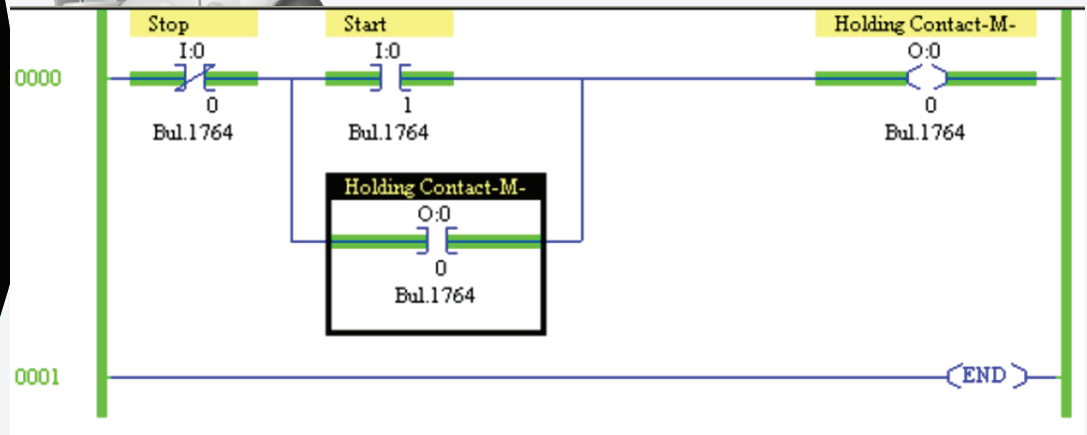 Stop
Start
Holding Contact-M-
I:0
I:0
O:0
0000
0
1
0
Bul.1764
Bul.1764
Bul.1764
Holding Contact-M-
O:0
0
Bul.1764
0001
END